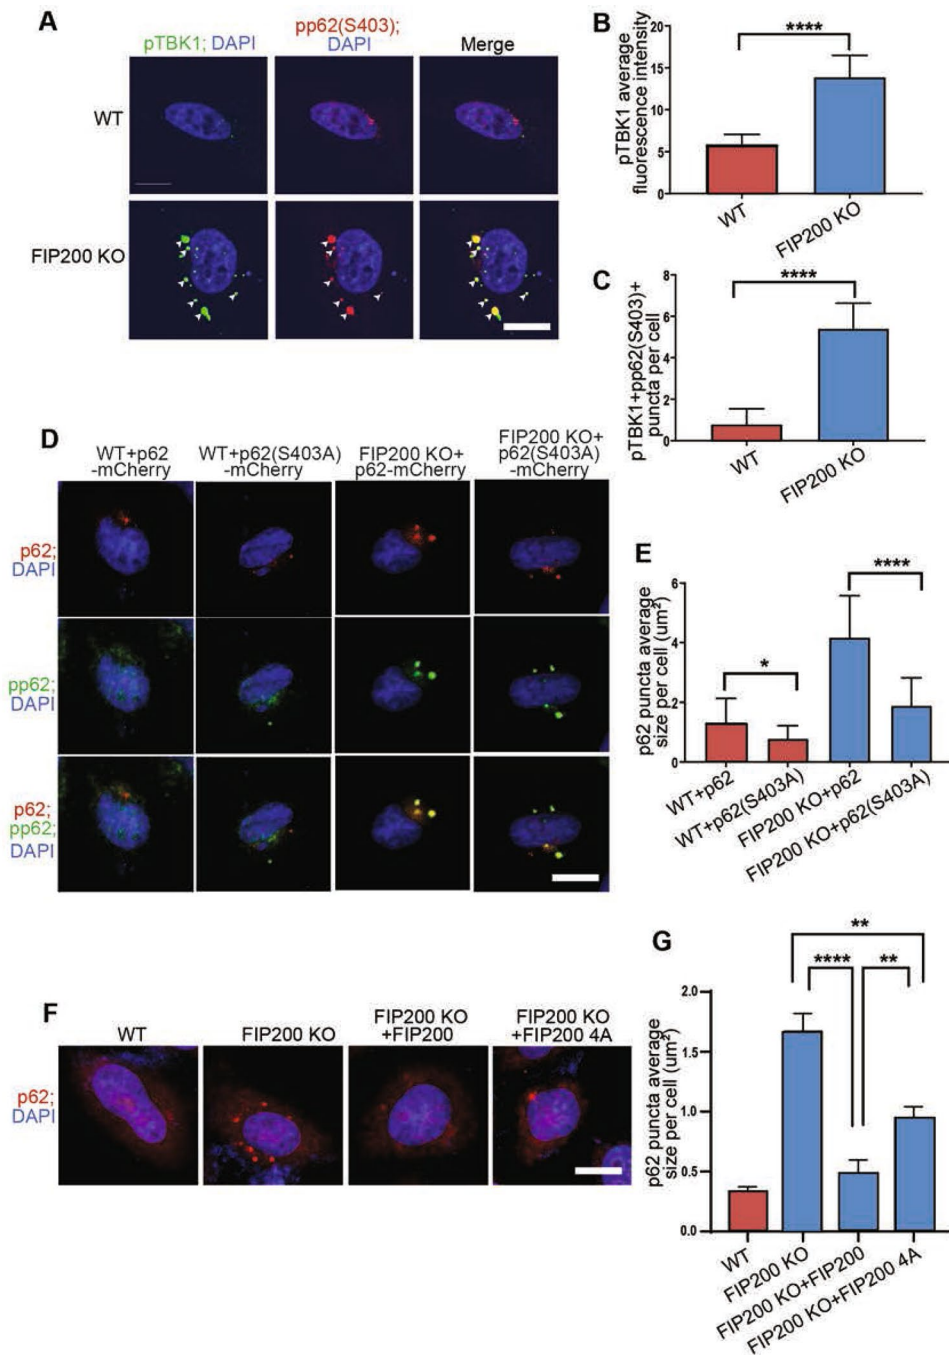 A
pTBK1; DAPI
pp62(S403);
DAPI
Merge
WT
FIP200 KO
B
pTBK1 average
fluorescence intensity
20
15
10
5
0
****
WT
FIP200 KO
C
pTBK1+pp62(S403)+
puncta per cell
8
6
4
2
0
****
WT
FIP200 KO
D
WT+p62
-mCherry
WT+p62(S403A)
-mCherry
FIP200 KO+
p62-mCherry
FIP200 KO+
p62(S403A)
-mCherry
p62;
DAPI
pp62;
DAPI
p62;
pp62;
DAPI
E
p62 puncta average
size per cell (um²)
6
4
2
0
*
****
WT+p62
WT+p62(S403A)
FIP200 KO+p62
FIP200 KO+p62(S403A)
F
WT
FIP200 KO
FIP200 KO
+FIP200
FIP200 KO
+FIP200 4A
p62;
DAPI
G
p62 puncta average
size per cell (um²)
2.0
1.5
1.0
0.5
0.0
**
****
**
WT
FIP200 KO
FIP200 KO+FIP200
FIP200 KO+FIP200 4A